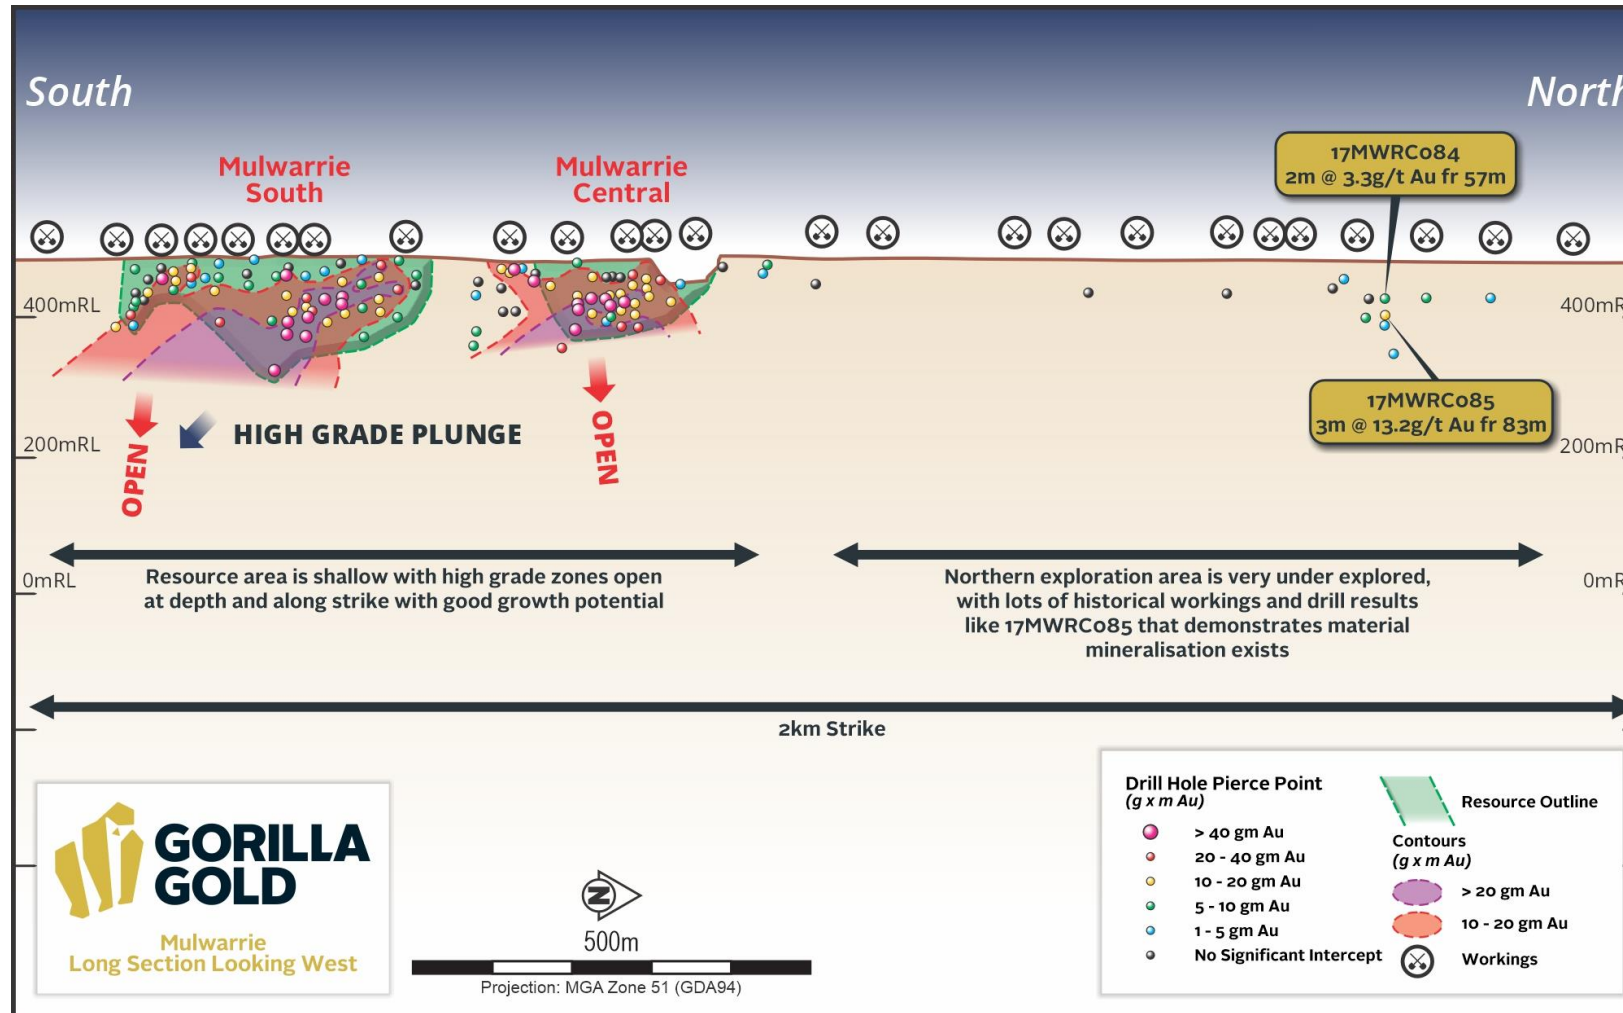 South
North
Mulwarrie
South
Mulwarrie
Central
17MWRC084
2m @ 3.3g/t Au fr 57m
400mRL
400mRL
17MWRC085
3m @ 13.2g/t Au fr 83m
HIGH GRADE PLUNGE
OPEN
OPEN
200mRL
200mR
0mRL
0mR
Resource area is shallow with high grade zones open
at depth and along strike with good growth potential
Northern exploration area is very under explored,
with lots of historical workings and drill results
like 17MWRC085 that demonstrates material
mineralisation exists
2km Strike
GORILLA
GOLD
Mulwarrie
Long Section Looking West
N
500m
Projection: MGA Zone 51 (GDA94)
Drill Hole Pierce Point
(g x m Au)
> 40 gm Au
20 - 40 gm Au
10 - 20 gm Au
5 - 10 gm Au
1 - 5 gm Au
No Significant Intercept
Resource Outline
Contours
(g x m Au)
> 20 gm Au
10 - 20 gm Au
Workings